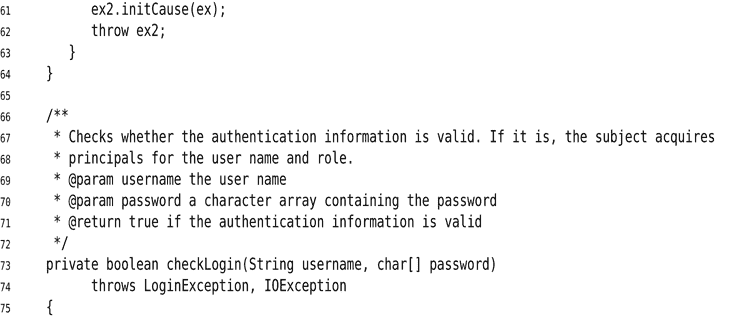 61 ex2.initCause(ex);
62 throw ex2;
63 }
64 }
65
66 /**
67 * Checks whether the authentication information is valid. If it is, the subject acquires
68 * principals for the user name and role.
69 * @param username the user name
70 * @param password a character array containing the password
71 * @return true if the authentication information is valid
72 */
73 private boolean checkLogin(String username, char[] password)
74 throws LoginException, IOException
75 {